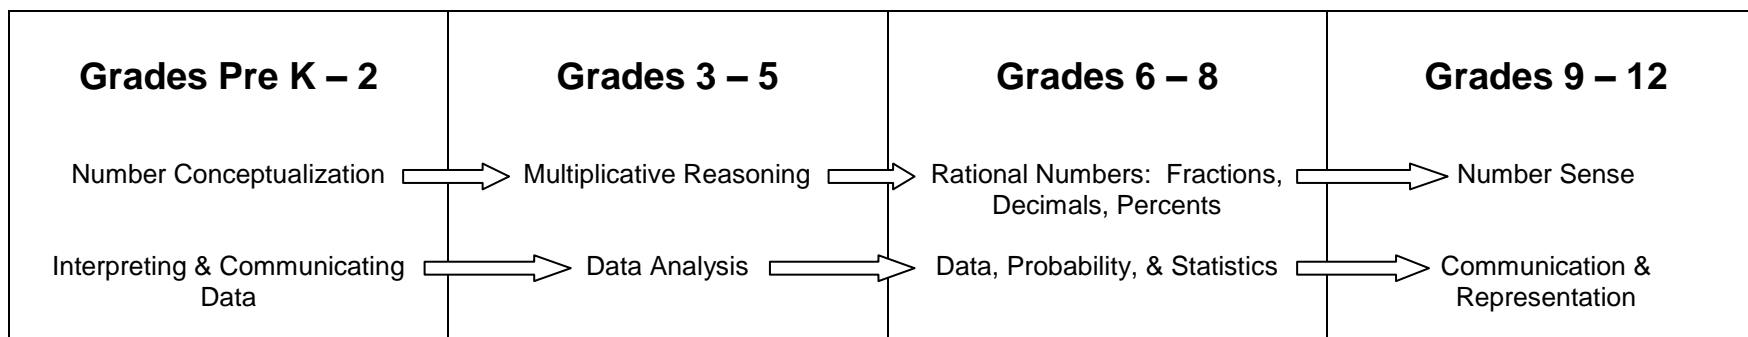 Grades Pre K – 2
Grades 3 – 5
Grades 6 – 8
Grades 9 – 12
Number Conceptualization
Multiplicative Reasoning
Rational Numbers:  Fractions,
Decimals, Percents
Number Sense
Interpreting & Communicating
Data
Data Analysis
Data, Probability, & Statistics
Communication &
Representation